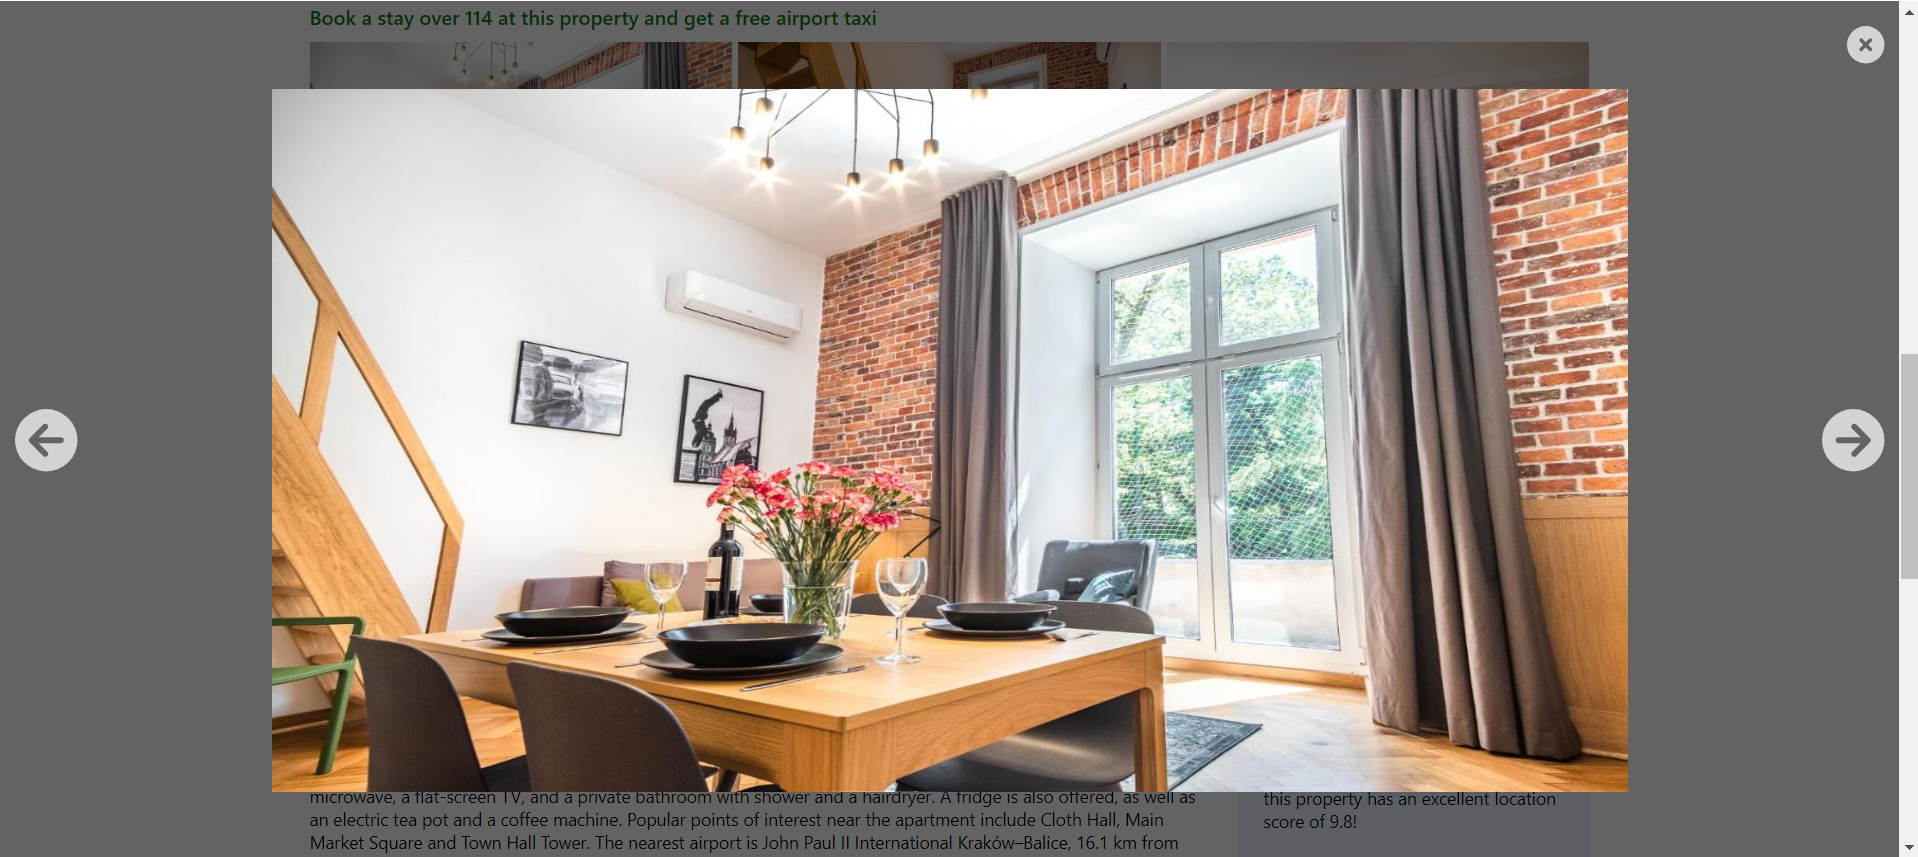 Book a stay over 114 at this property and get a free airport taxi
microwave, a flat-screen TV, and a private bathroom with shower and a hairdryer. A fridge is also offered, as well as
an electric tea pot and a coffee machine. Popular points of interest near the apartment include Cloth Hall, Main
Market Square and Town Hall Tower. The nearest airport is John Paul II International Kraków–Balice, 16.1 km from
this property has an excellent location
score of 9.8!